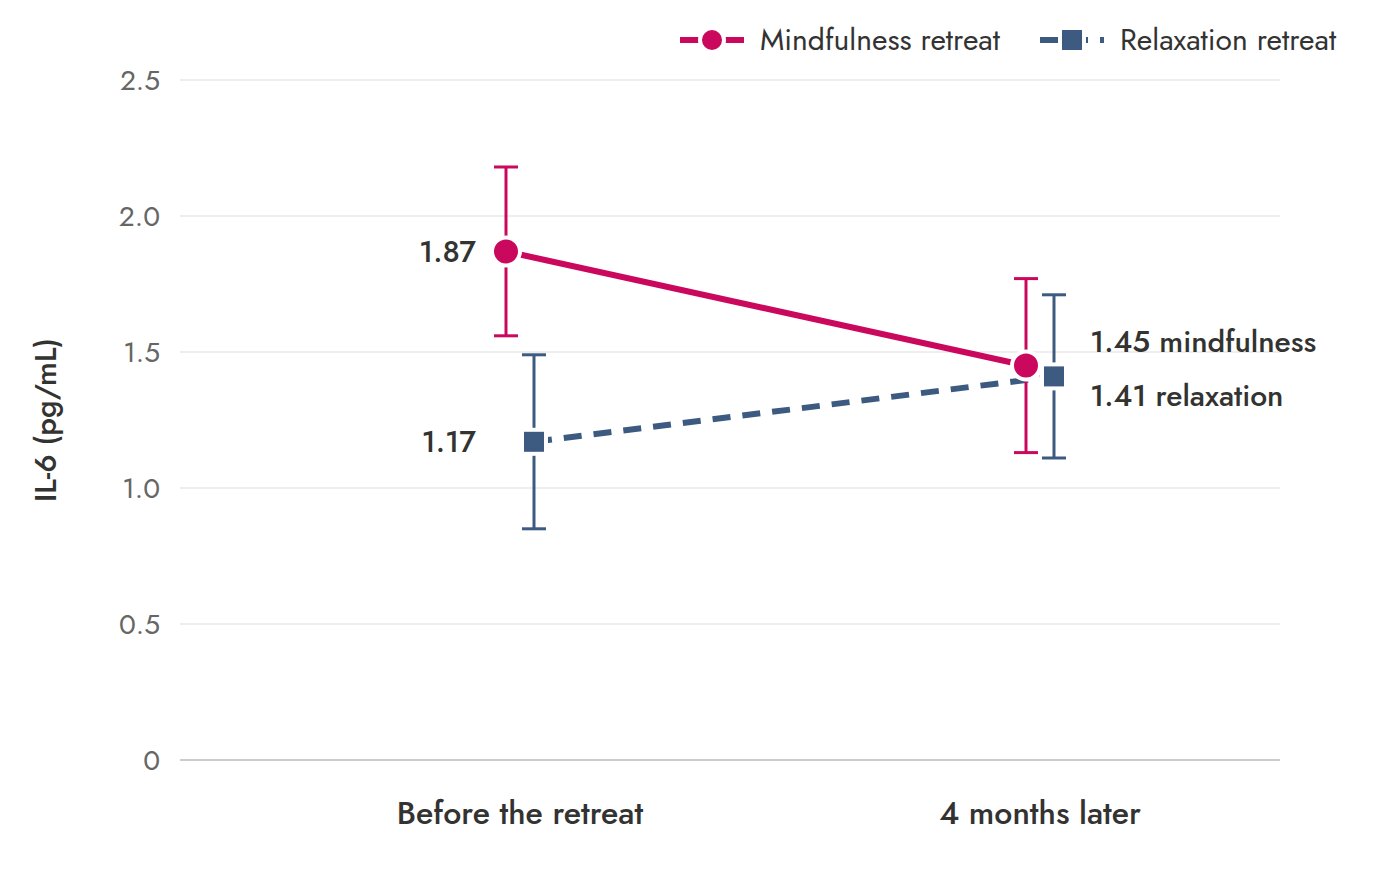 Mindfulness retreat
Relaxation retreat
2.5
2.0
1.5
1.0
0.5
0
IL-6 (pg/mL)
1.87
1.17
1.45 mindfulness
1.41 relaxation
Before the retreat
4 months later